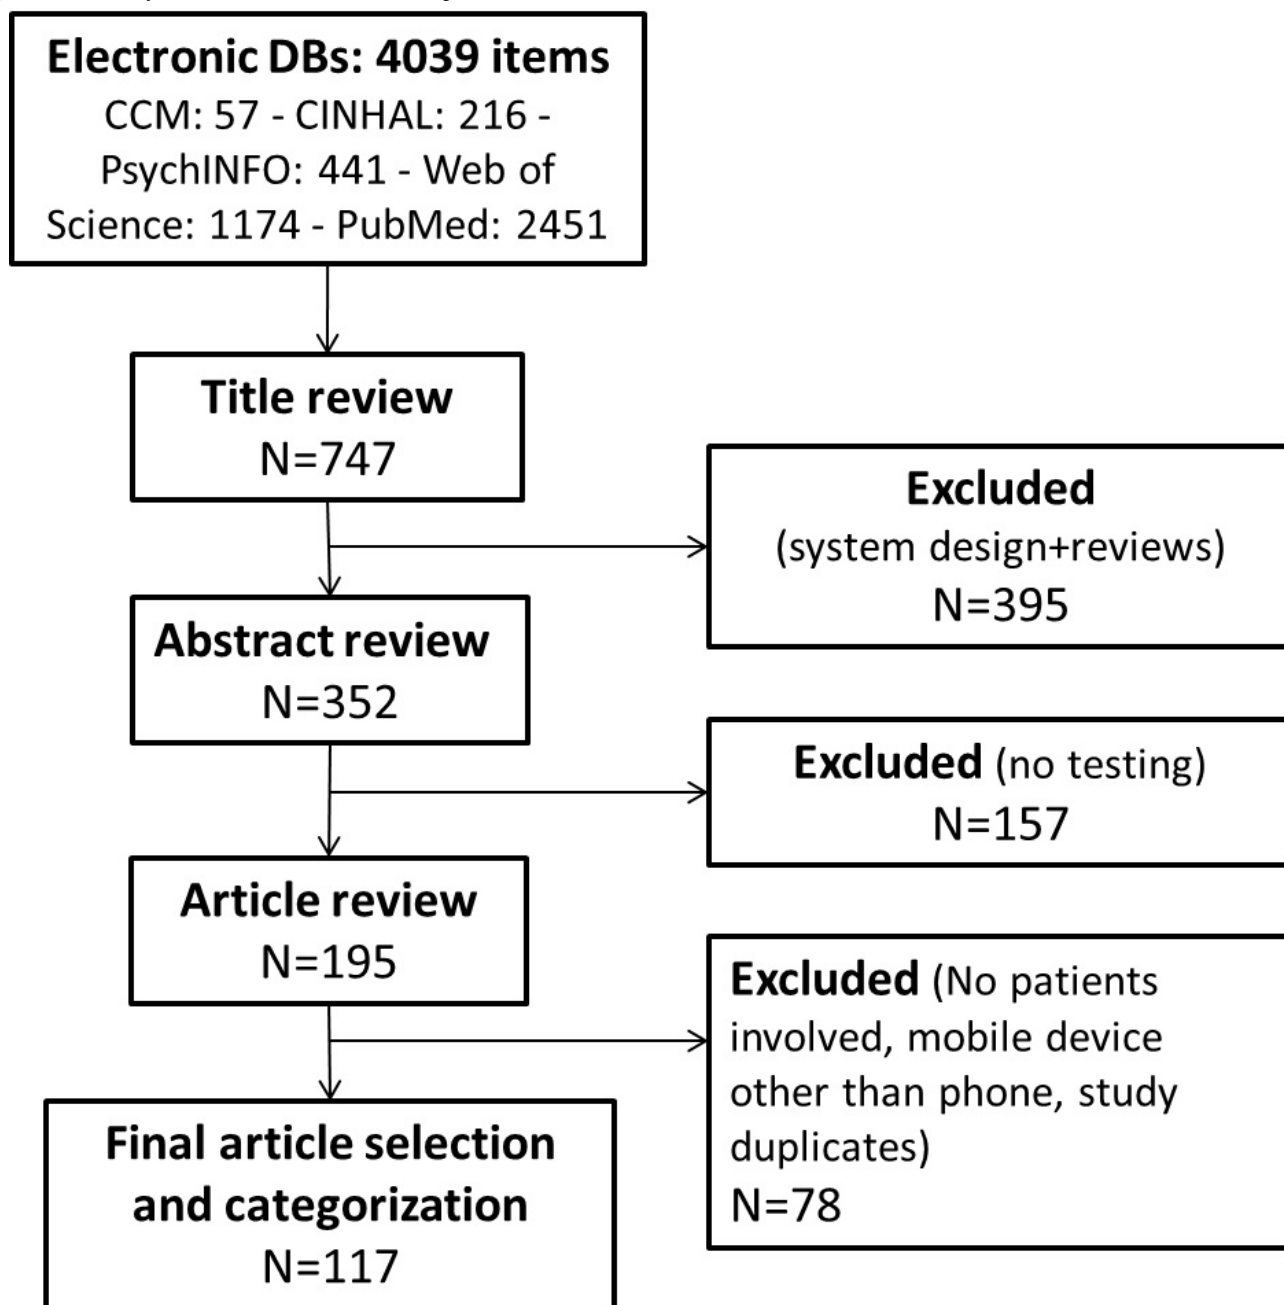 Electronic DBs: 4039 items
CCM: 57 - CINHAL: 216 -
PsychINFO: 441 - Web of
Science: 1174 - PubMed: 2451
Title review
N=747
Excluded
(system design+reviews)
N=395
Abstract review
N=352
Excluded (no testing)
N=157
Article review
N=195
Excluded (No patients
involved, mobile device
other than phone, study
duplicates)
N=78
Final article selection
and categorization
N=117